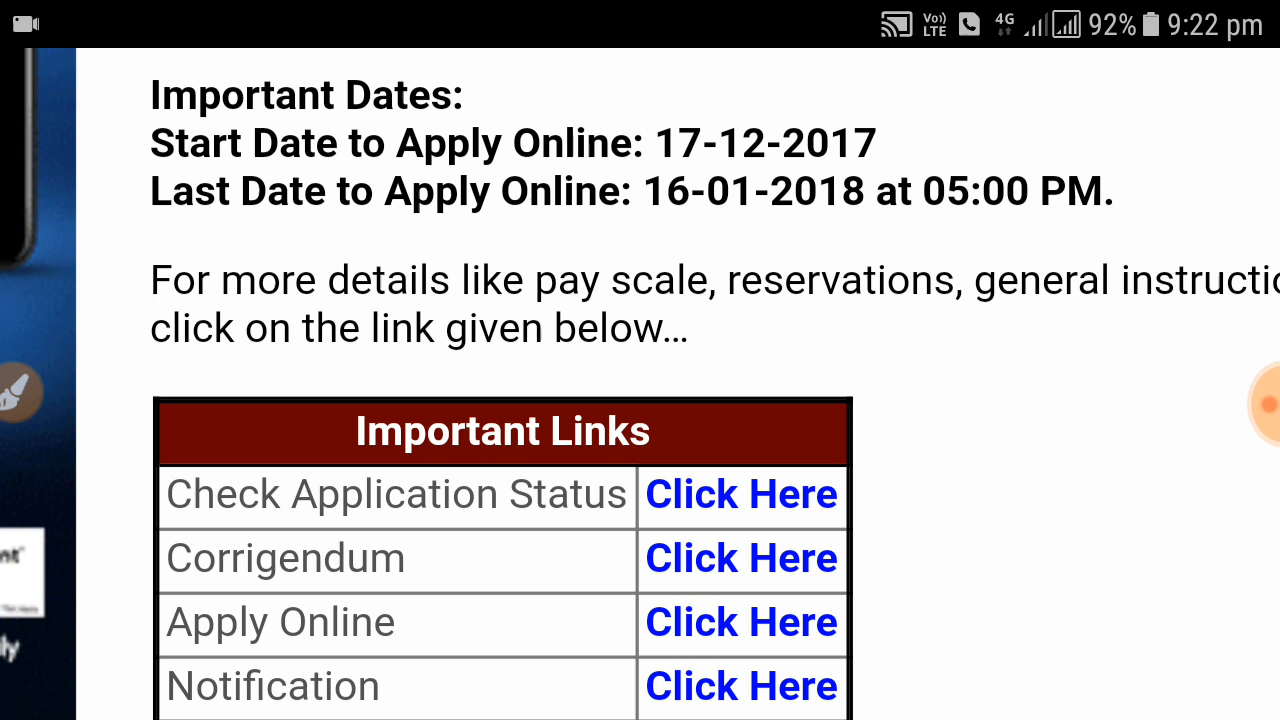 Vo)) LTE 4G 92% 9:22 pm
Important Dates:
Start Date to Apply Online: 17-12-2017
Last Date to Apply Online: 16-01-2018 at 05:00 PM.
For more details like pay scale, reservations, general
click on the link given below...
Important Links
Check Application Status Click Here
Corrigendum Click Here
Apply Online Click Here
Notification Click Here